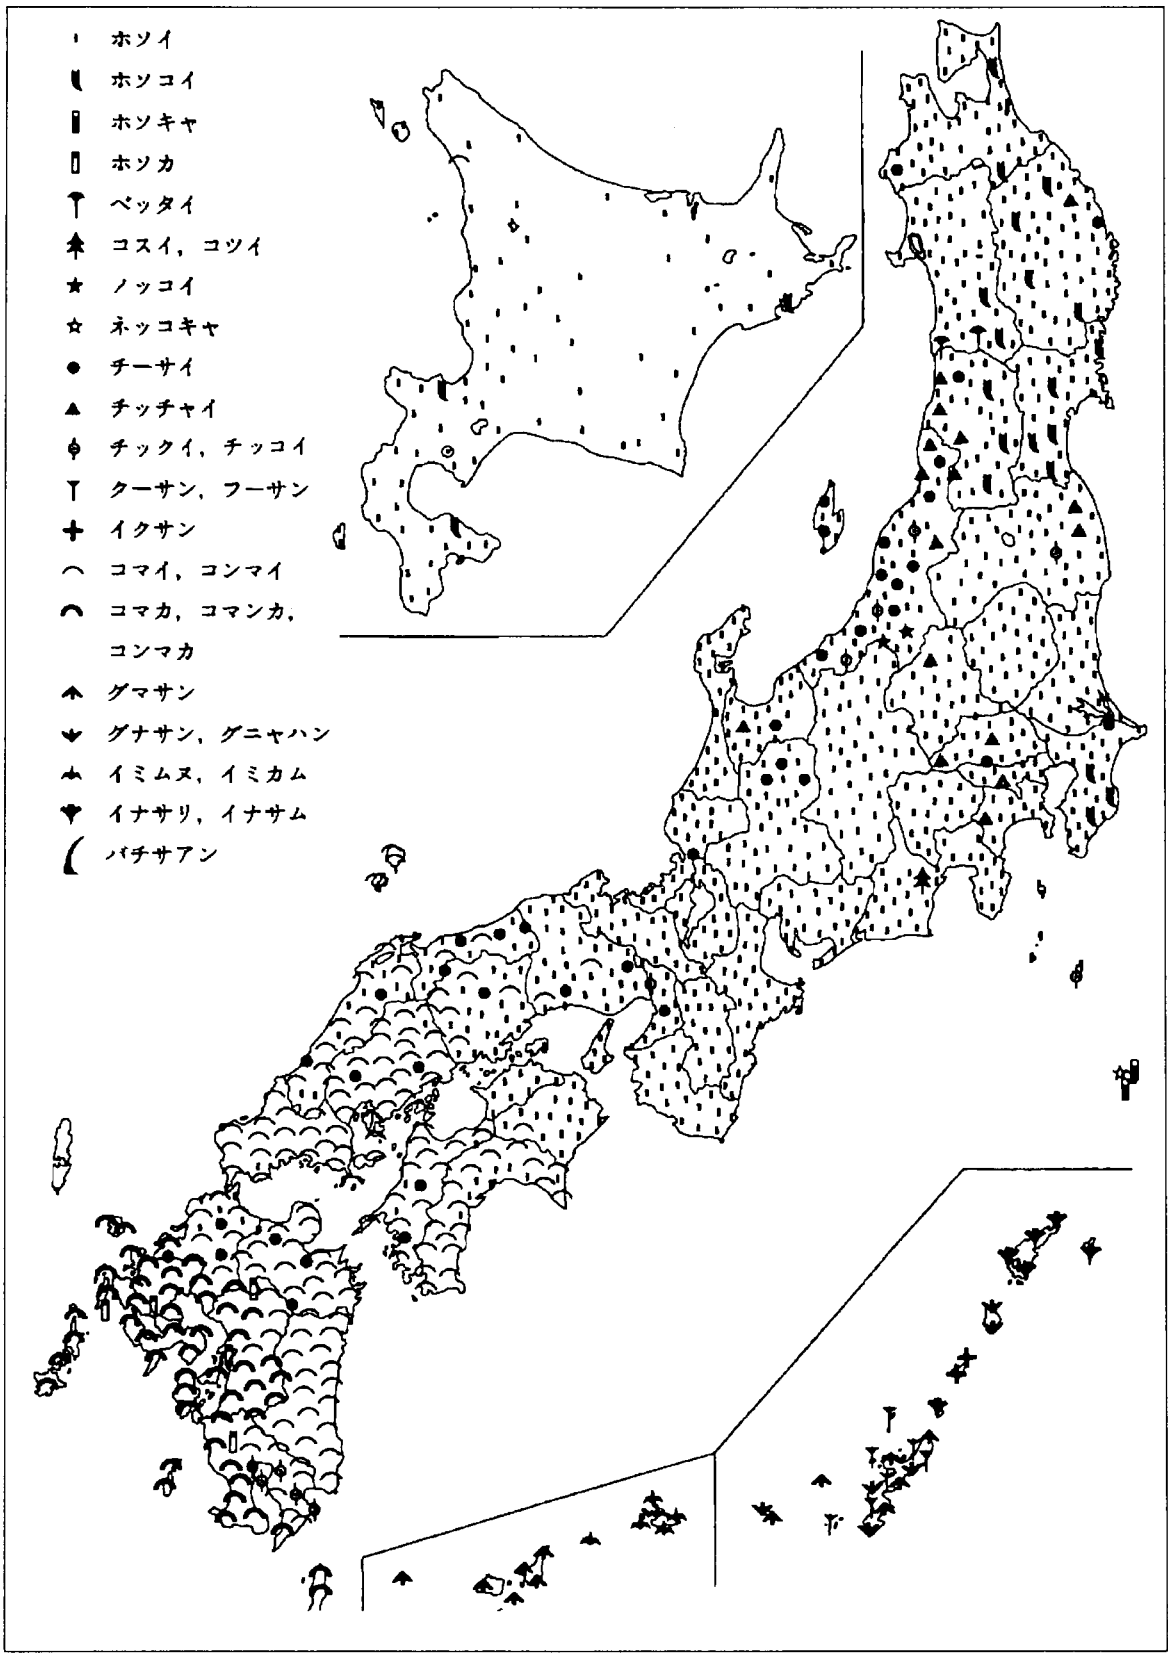 ホソイ
ホソコイ
ホソキャ
ホソカ
ベッタイ
コスイ，コツイ
ノッコイ
ネッコキャ
チーサイ
チッチャイ
チックイ，チッコイ
ターサン，フーサン
イクサン
コマイ，コンマイ
コマカ，コマンカ，
コンマカ
グマサン
グナサン，グニャハン
イミムヌ，イミカム
イナサリ，イナサム
バチサアン